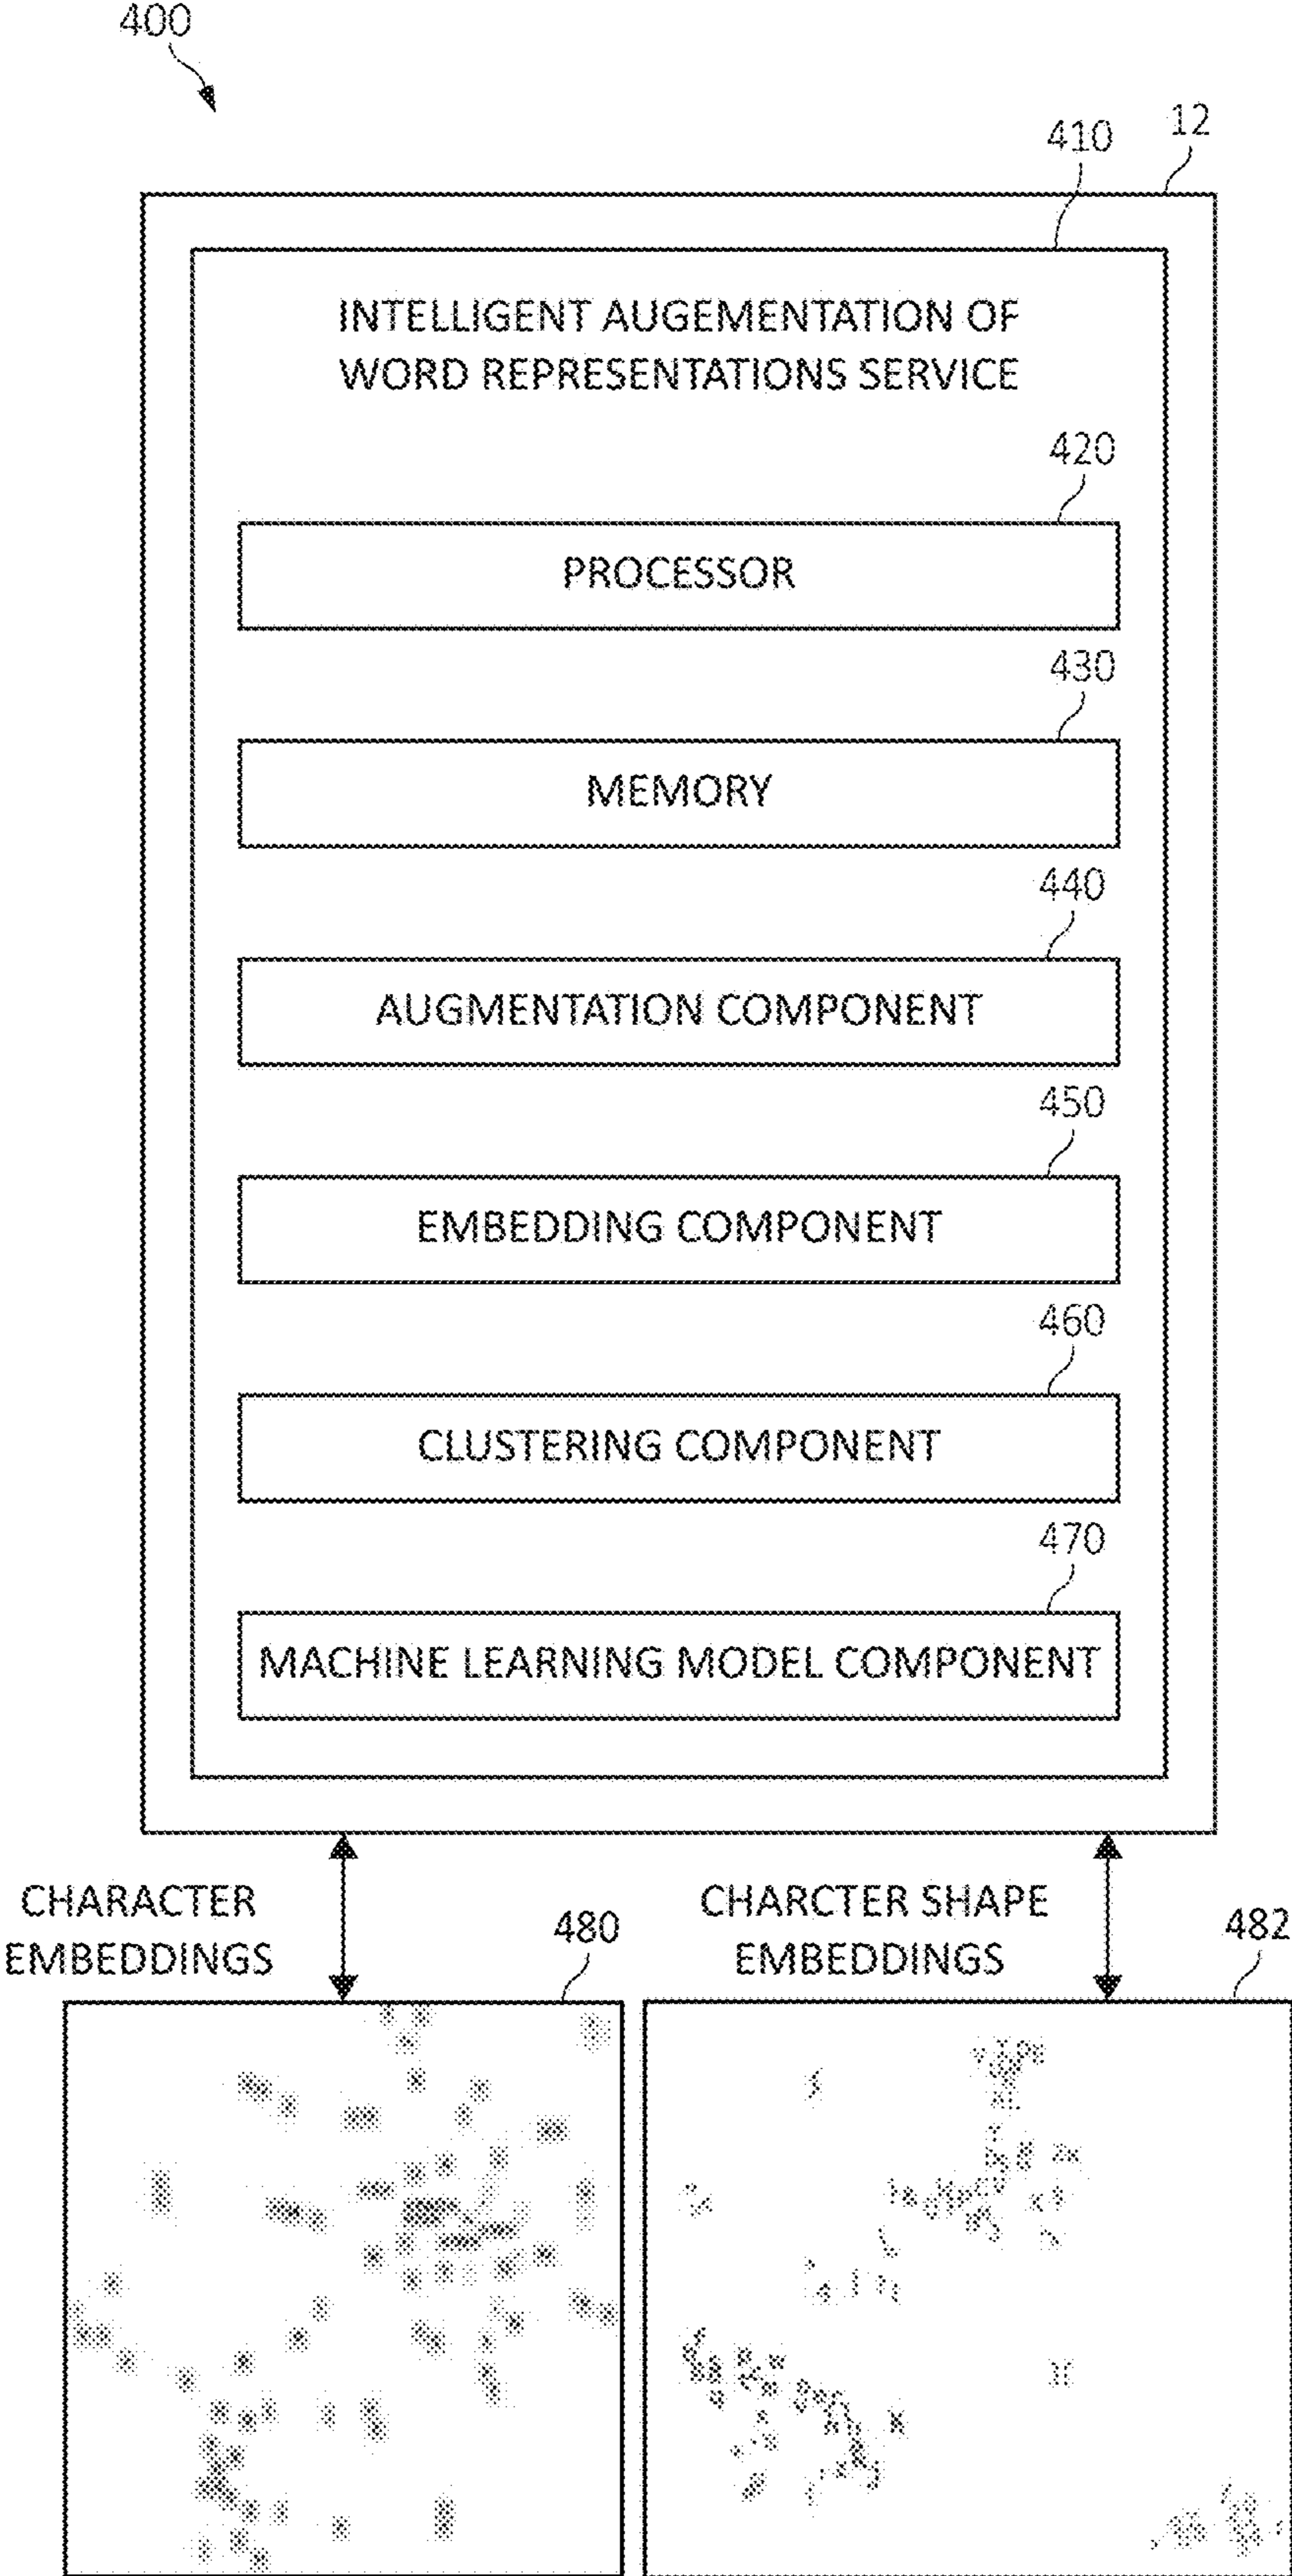 400
12
410
INTELLIGENT AUGEMENTATION OF
WORD REPRESENTATIONS SERVICE
420
PROCESSOR
430
MEMORY
440
AUGMENTATION COMPONENT
450
EMBEDDING COMPONENT
460
CLUSTERING COMPONENT
470
MACHINE LEARNING MODEL COMPONENT
CHARACTER
EMBEDDINGS
480
CHARCTER SHAPE
EMBEDDINGS
482